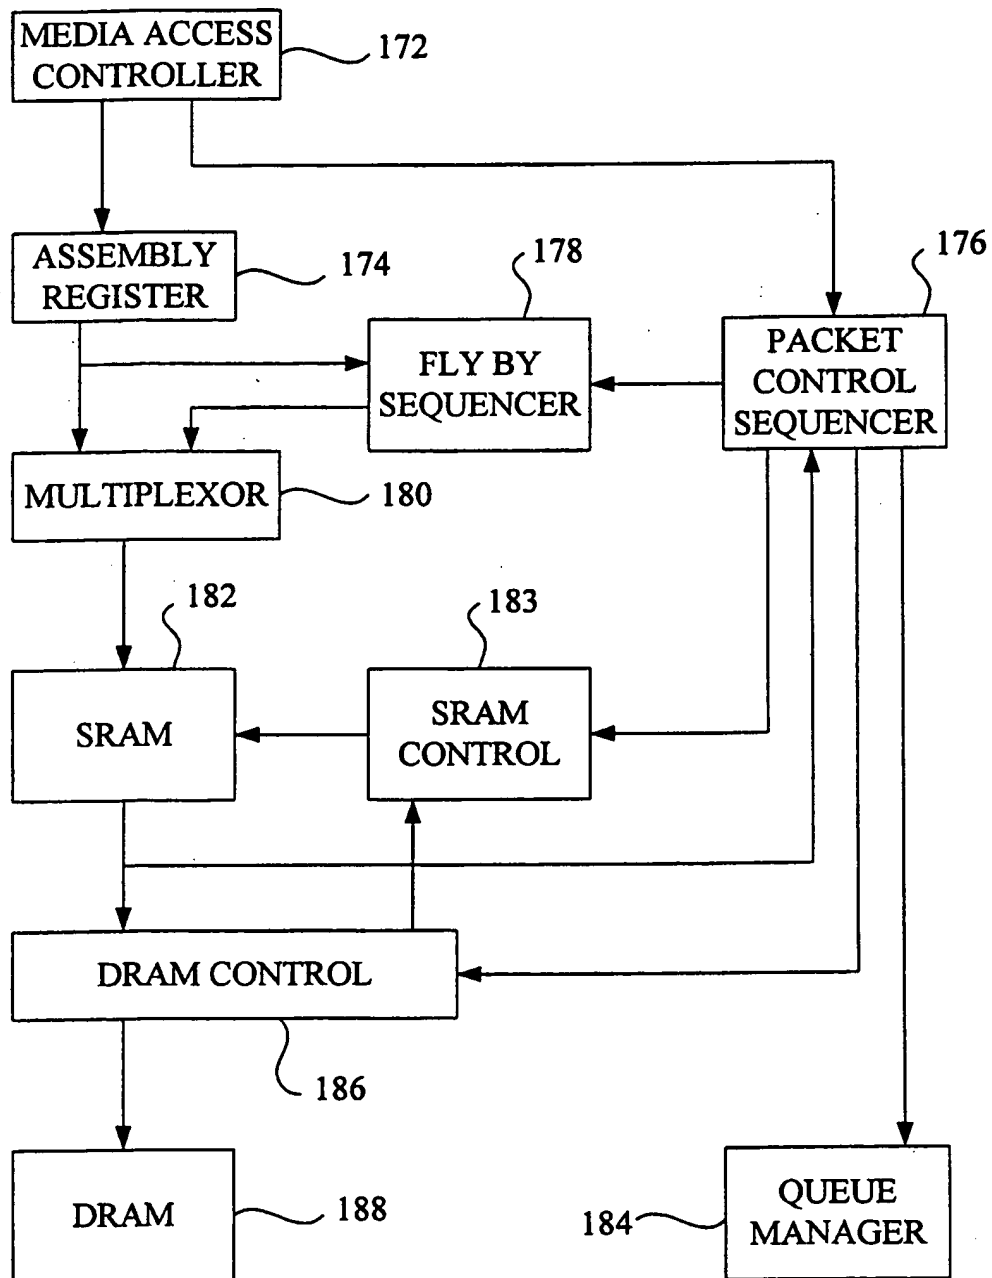 MEDIA ACCESS
CONTROLLER
172
ASSEMBLY
REGISTER
174
178
176
FLY BY
SEQUENCER
PACKET
CONTROL
SEQUENCER
MULTIPLEXOR
180
182
183
SRAM
SRAM
CONTROL
DRAM CONTROL
186
DRAM
188
184
QUEUE
MANAGER